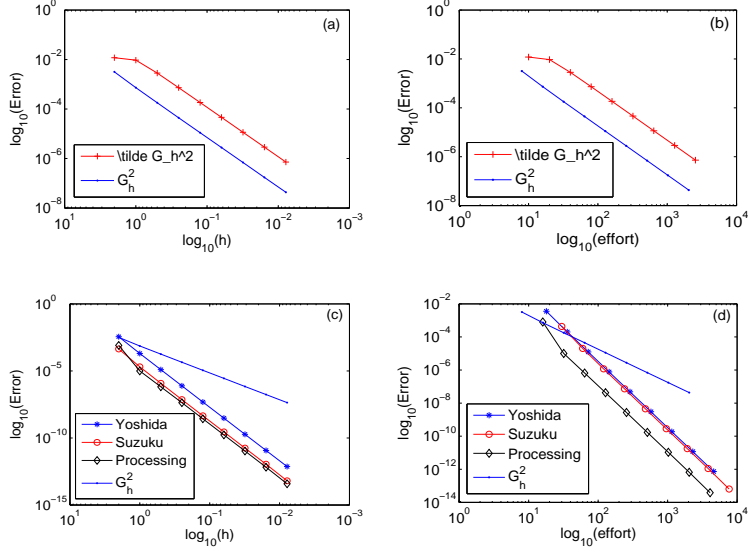 (a)
10^0
10^-2
10^-4
10^-6
10^-8
log10(Error)
\tilde G_h^2
G_h^2
10^1 10^0 10^-1 10^-2 10^-3
log10(h)
(b)
10^0
10^-2
10^-4
10^-6
10^-8
log10(Error)
\tilde G_h^2
G_h^2
10^0 10^1 10^2 10^3 10^4
log10(effort)
(c)
10^0
10^-5
10^-10
10^-15
log10(Error)
Yoshida
Suzuku
Processing
G_h^2
10^1 10^0 10^-1 10^-2 10^-3
log10(h)
(d)
10^-2
10^-4
10^-6
10^-8
10^-10
10^-12
10^-14
log10(Error)
Yoshida
Suzuku
Processing
G_h^2
10^0 10^1 10^2 10^3 10^4
log10(effort)